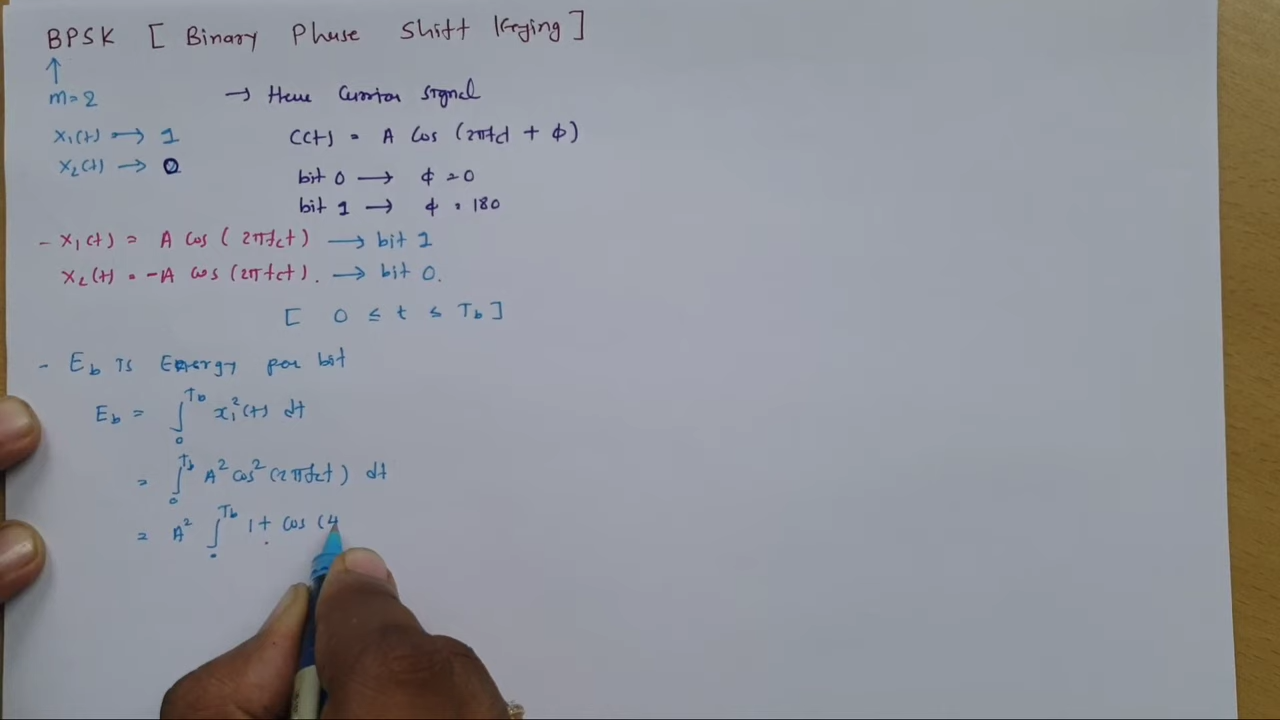 BPSK [ Binary Phase Shift Keying ]
↑
m=2
→ Here Carrier Signal
x₁(t) → 1
C(t) = A Cos (2πfct + ϕ)
x₂(t) → 0
bit 0 → ϕ = 0
bit 1 → ϕ = 180
- x₁(t) = A Cos ( 2πfct) → bit 1
x₂(t) = -A Cos (2πfct). → bit 0.
[ 0 ≤ t ≤ Tb ]
- Eb is Energy per bit
Eb = ∫₀^Tb x₁²(t) dt
= ∫₀^Tb A² Cos² (2πfct) dt
= A² ∫₀^Tb 1+ Cos (4